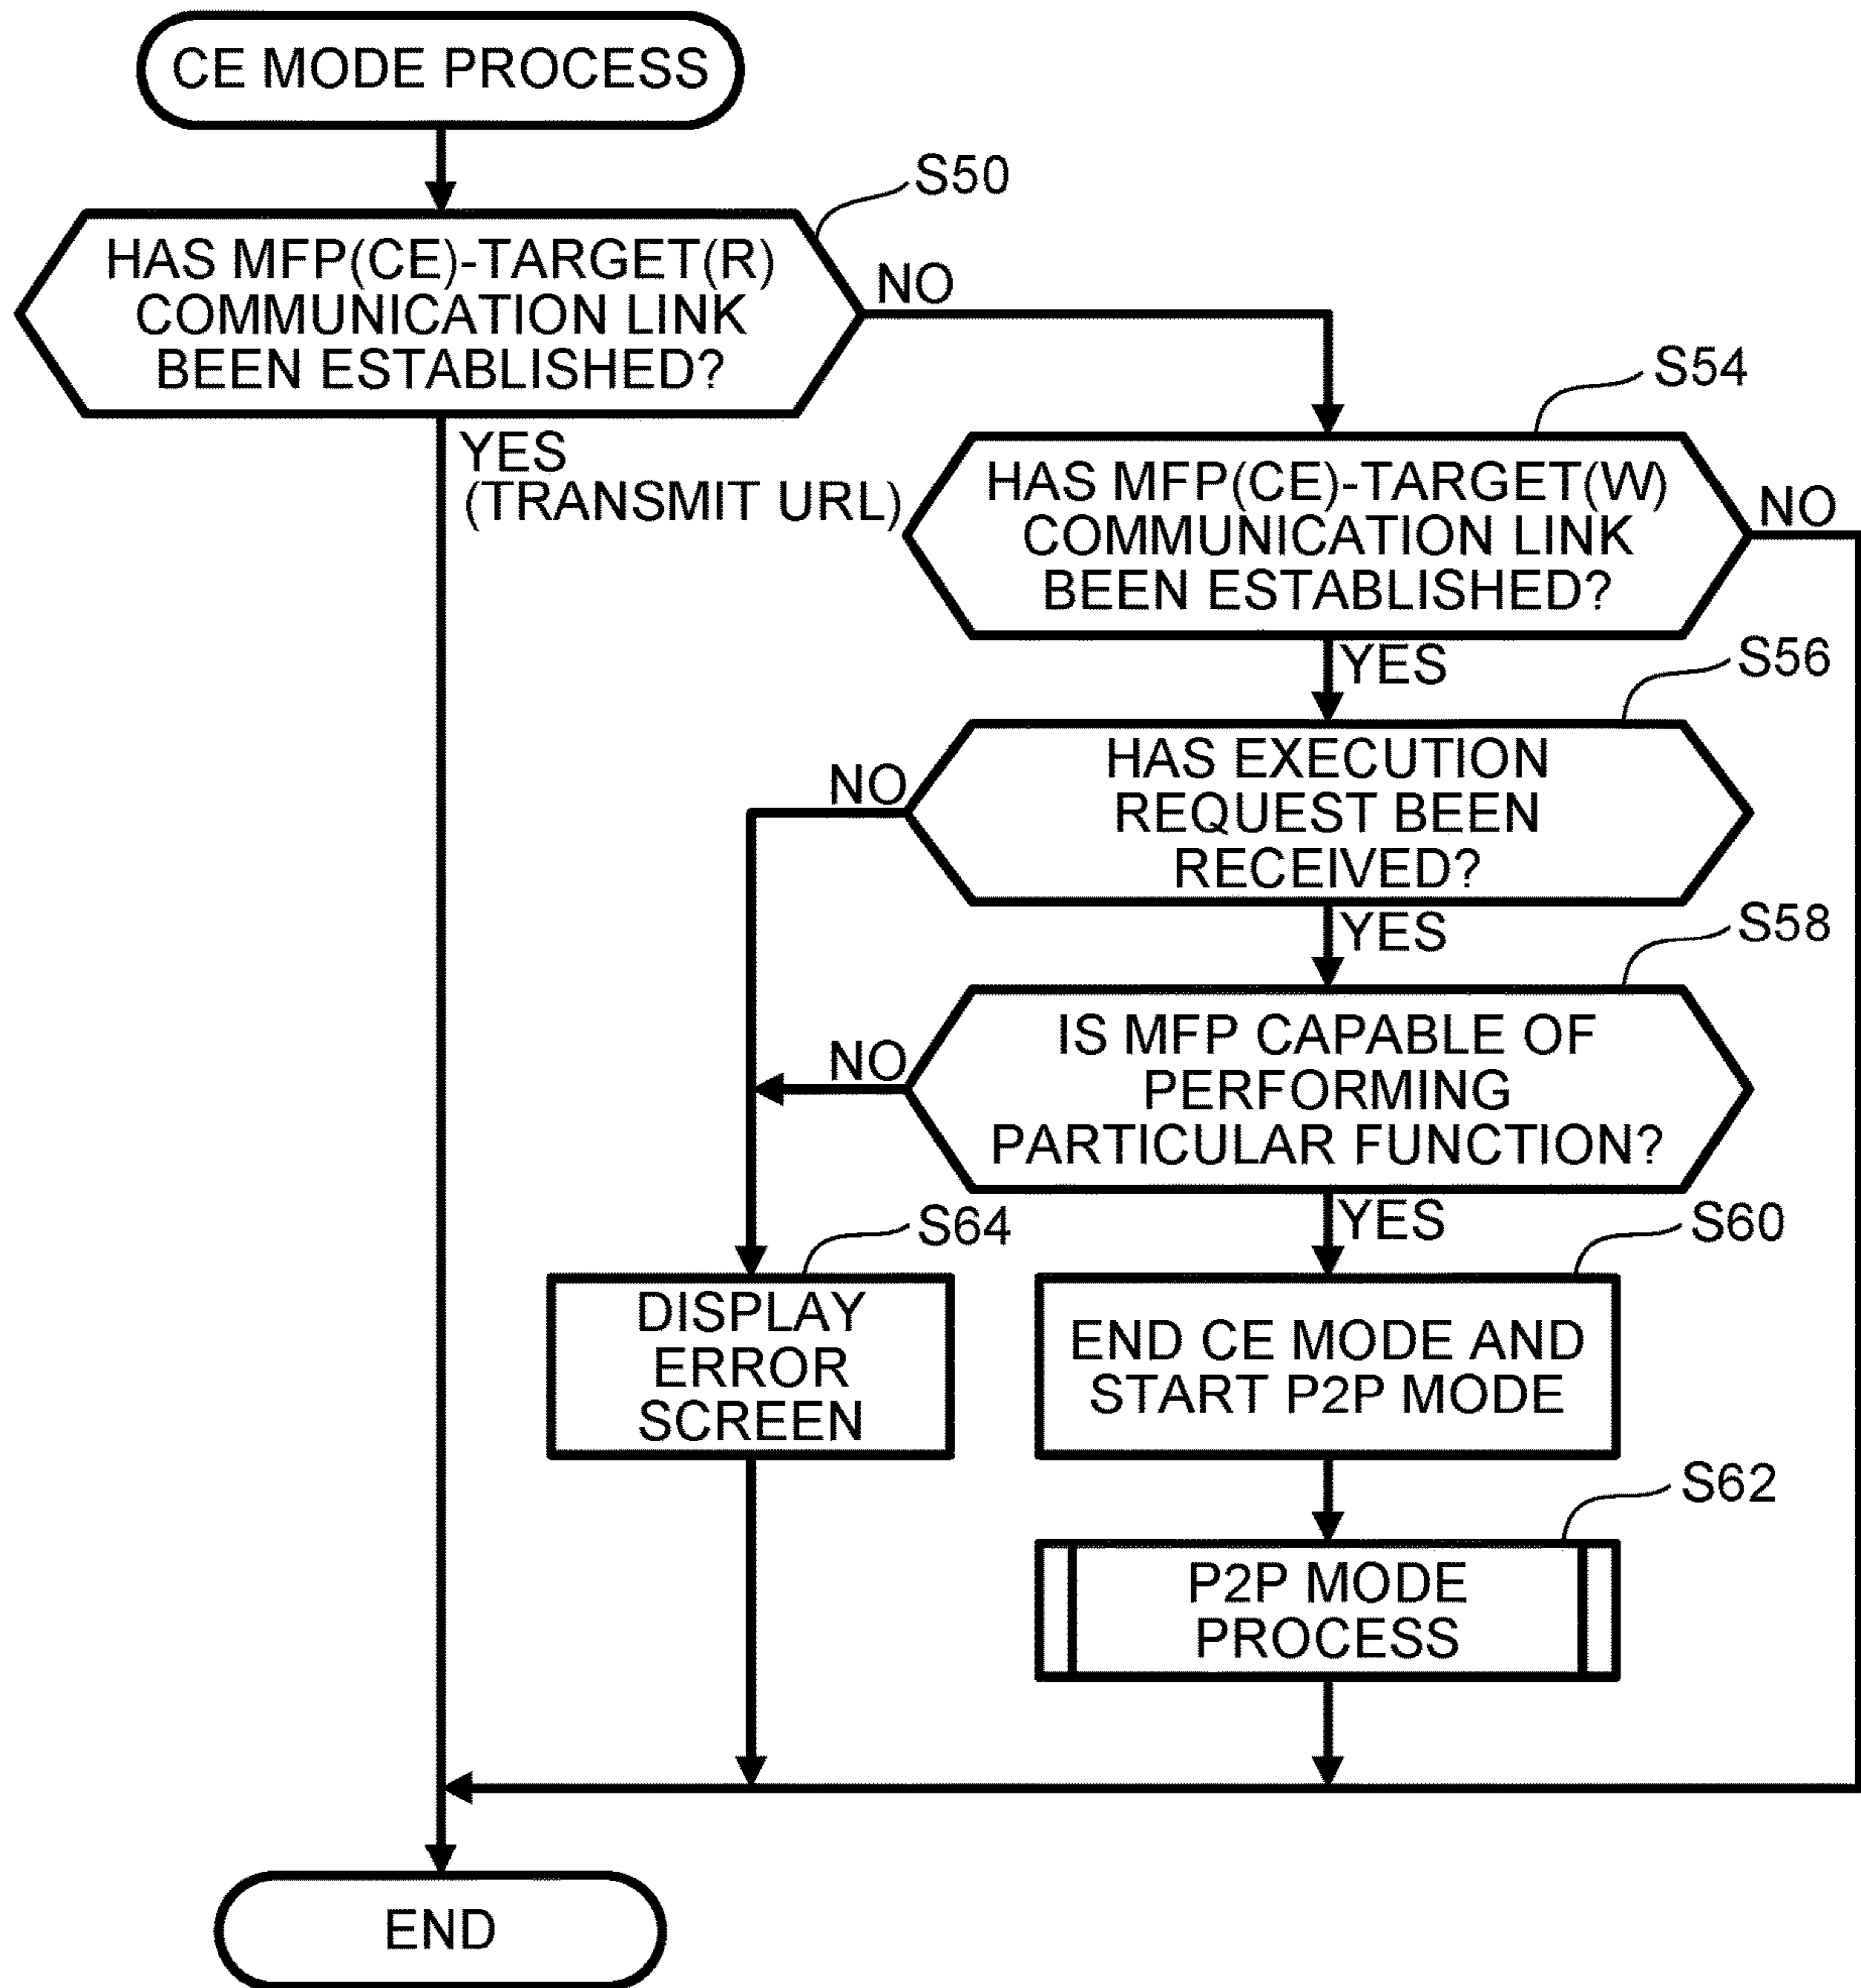 CE MODE PROCESS
S50
HAS MFP(CE)-TARGET(R)
COMMUNICATION LINK
BEEN ESTABLISHED?
NO
YES
(TRANSMIT URL)
S54
HAS MFP(CE)-TARGET(W)
COMMUNICATION LINK
BEEN ESTABLISHED?
NO
YES
S56
HAS EXECUTION
REQUEST BEEN
RECEIVED?
NO
YES
S58
IS MFP CAPABLE OF
PERFORMING
PARTICULAR FUNCTION?
NO
YES
S64
DISPLAY
ERROR
SCREEN
S60
END CE MODE AND
START P2P MODE
S62
P2P MODE
PROCESS
END